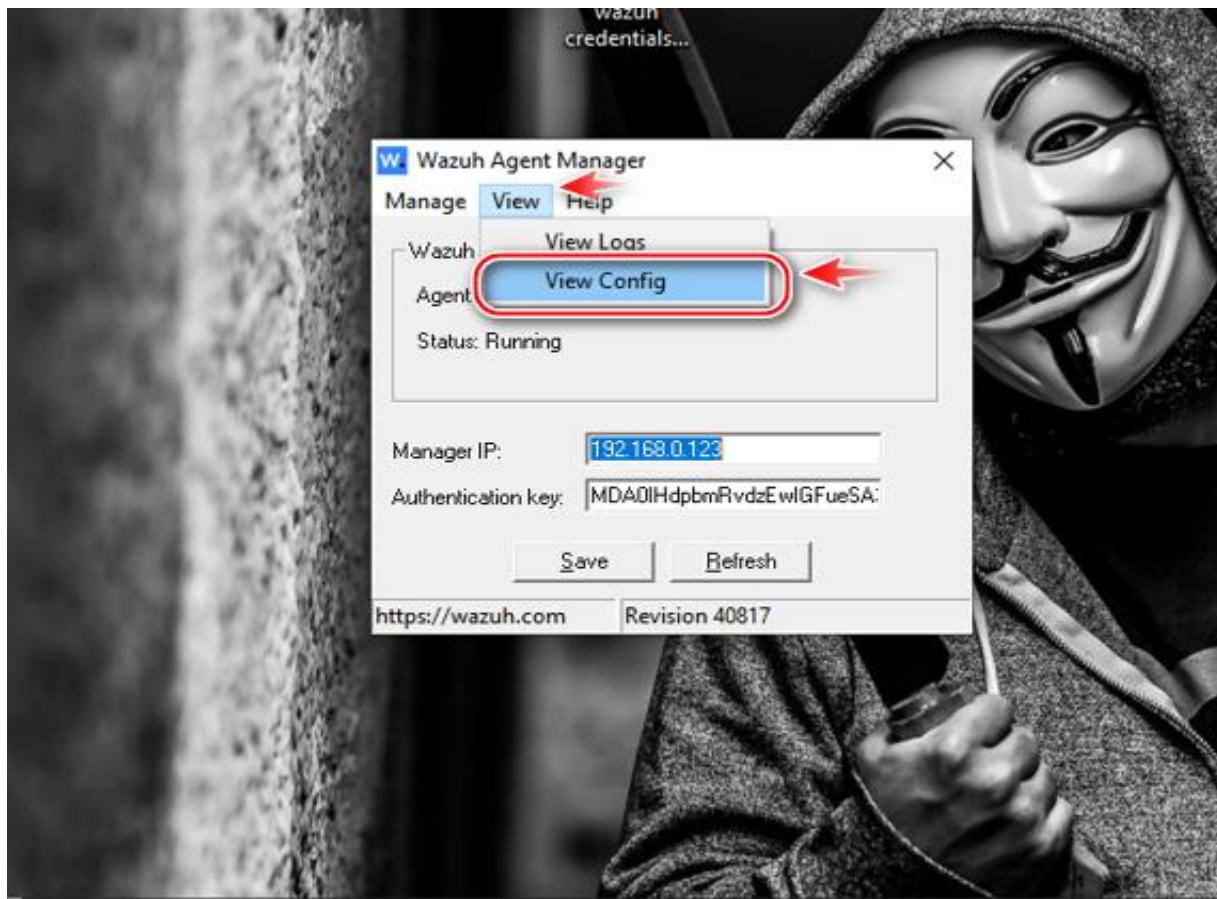 wazuh
credentials...
W. Wazuh Agent Manager
Manage View Help
View Logs
View Config
Wazuh
Agent
Status: Running
Manager IP: 192.168.0.123
Authentication key: MDA0IHdpbmRvdzEwIGFueSA
Save Refresh
https://wazuh.com Revision 40817